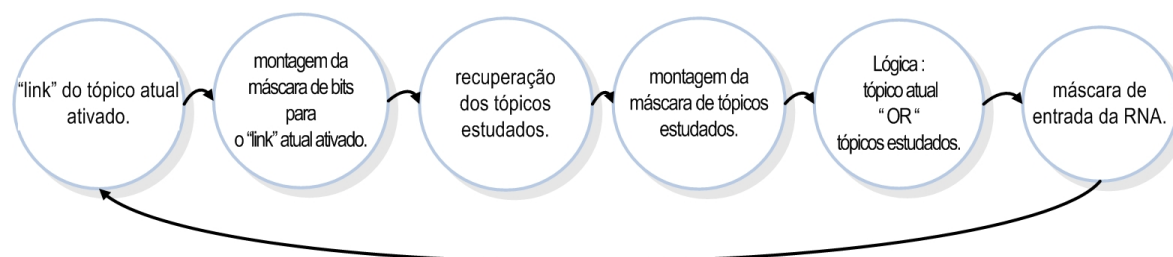 “link” do tópico atual
ativado.
montagem da
máscara de bits
para
o “link” atual ativado.
recuperação
dos tópicos
estudados.
montagem da
máscara de tópicos
estudados.
Lógica :
tópico atual
“ OR “
tópicos estudados.
máscara de
entrada da RNA.